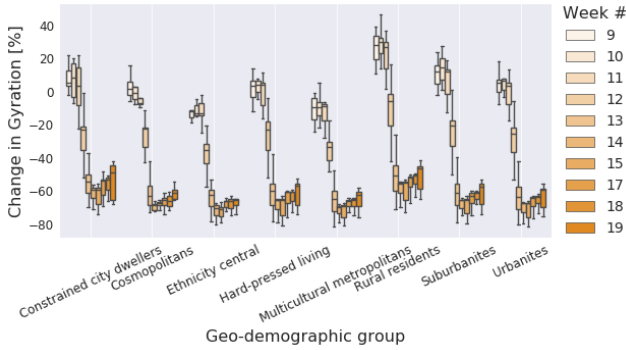 Week #
9
10
11
12
13
14
15
17
18
19
Change in Gyration [%]
40
20
0
−20
−40
−60
−80
Constrained city dwellers
Cosmopolitans
Ethnicity central
Hard-pressed living
Multicultural metropolitans
Rural residents
Suburbanites
Urbanites
Geo-demographic group